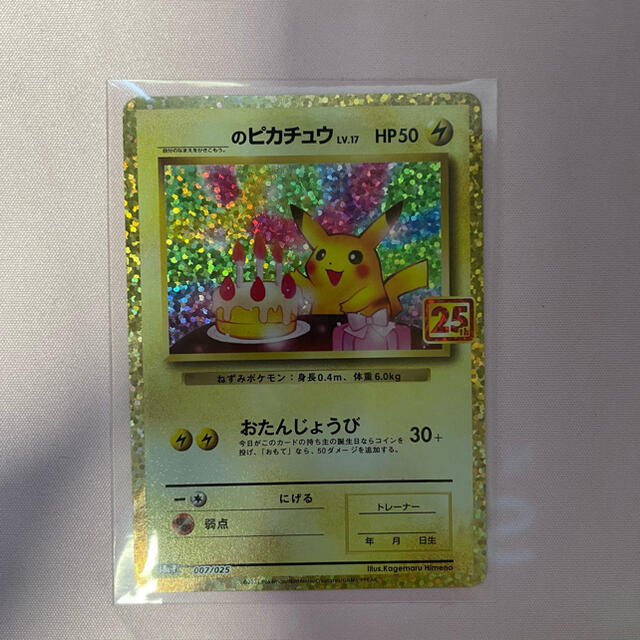 のピカチュウ LV.17 HP50
自分のなまえをかきこもう。
25th
ねずみポケモン：身長0.4m、体重6.0kg
おたんじょうび 30+
今日がこのカードの持ち主の誕生日ならコインを
投げ、「おもて」なら、50ダメージを追加する。
にげる
弱点
トレーナー
年 月 日生
007/025
Illus.Kagemaru Himeno